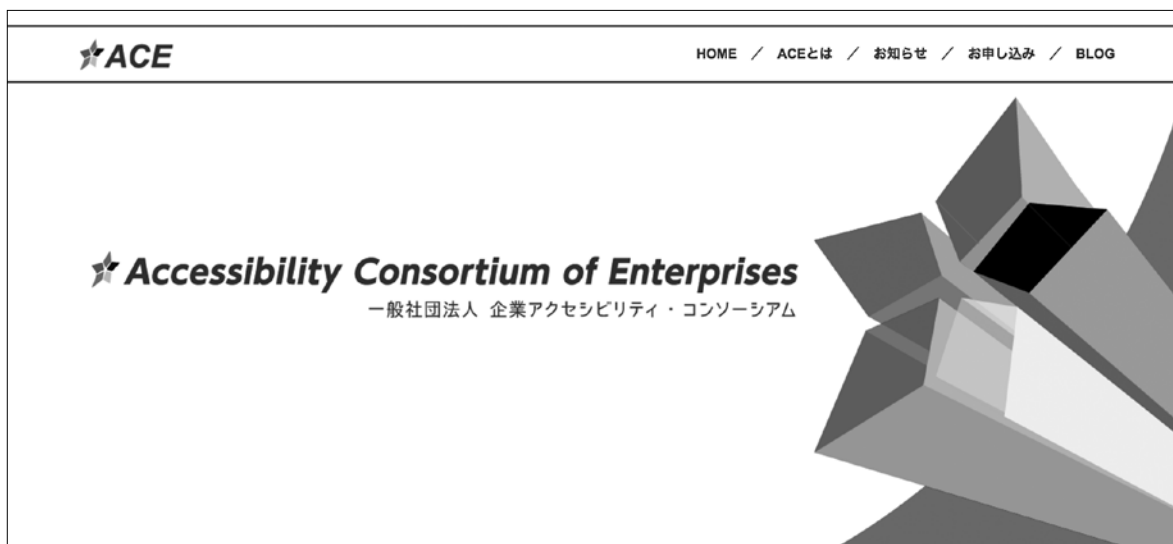 ACE
HOME ／ ACEとは ／ お知らせ ／ お申し込み ／ BLOG
Accessibility Consortium of Enterprises
一般社団法人 企業アクセシビリティ・コンソーシアム